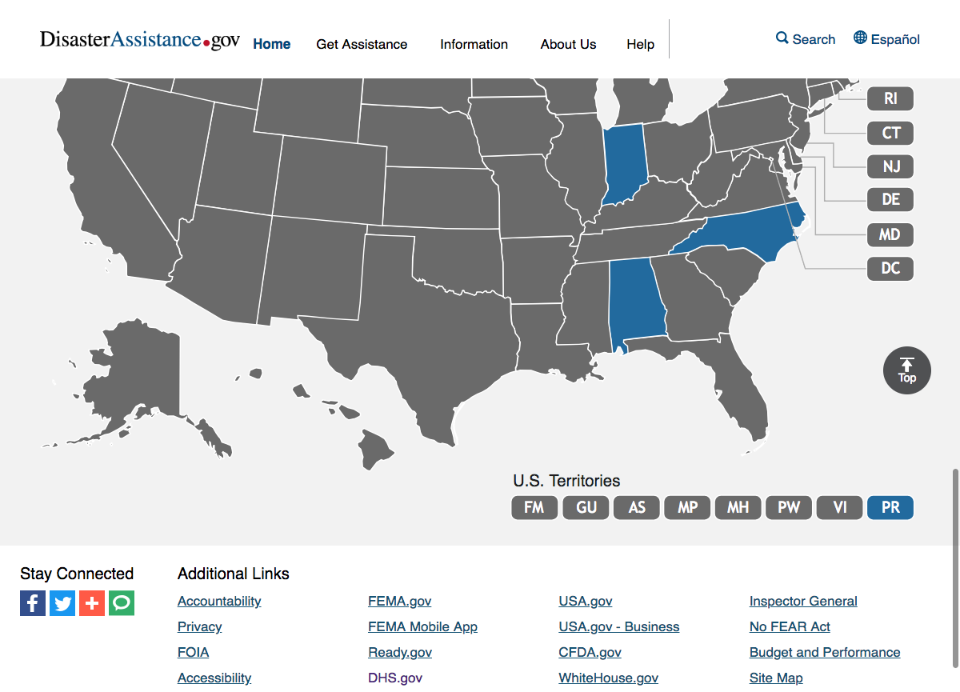 DisasterAssistance.gov Home Get Assistance Information About Us Help Search Español
RI
CT
NJ
DE
MD
DC
Top
U.S. Territories
FM GU AS MP MH PW VI PR
Stay Connected Additional Links
Accountability FEMA.gov USA.gov Inspector General
Privacy FEMA Mobile App USA.gov - Business No FEAR Act
FOIA Ready.gov CFDA.gov Budget and Performance
Accessibility DHS.gov WhiteHouse.gov Site Map